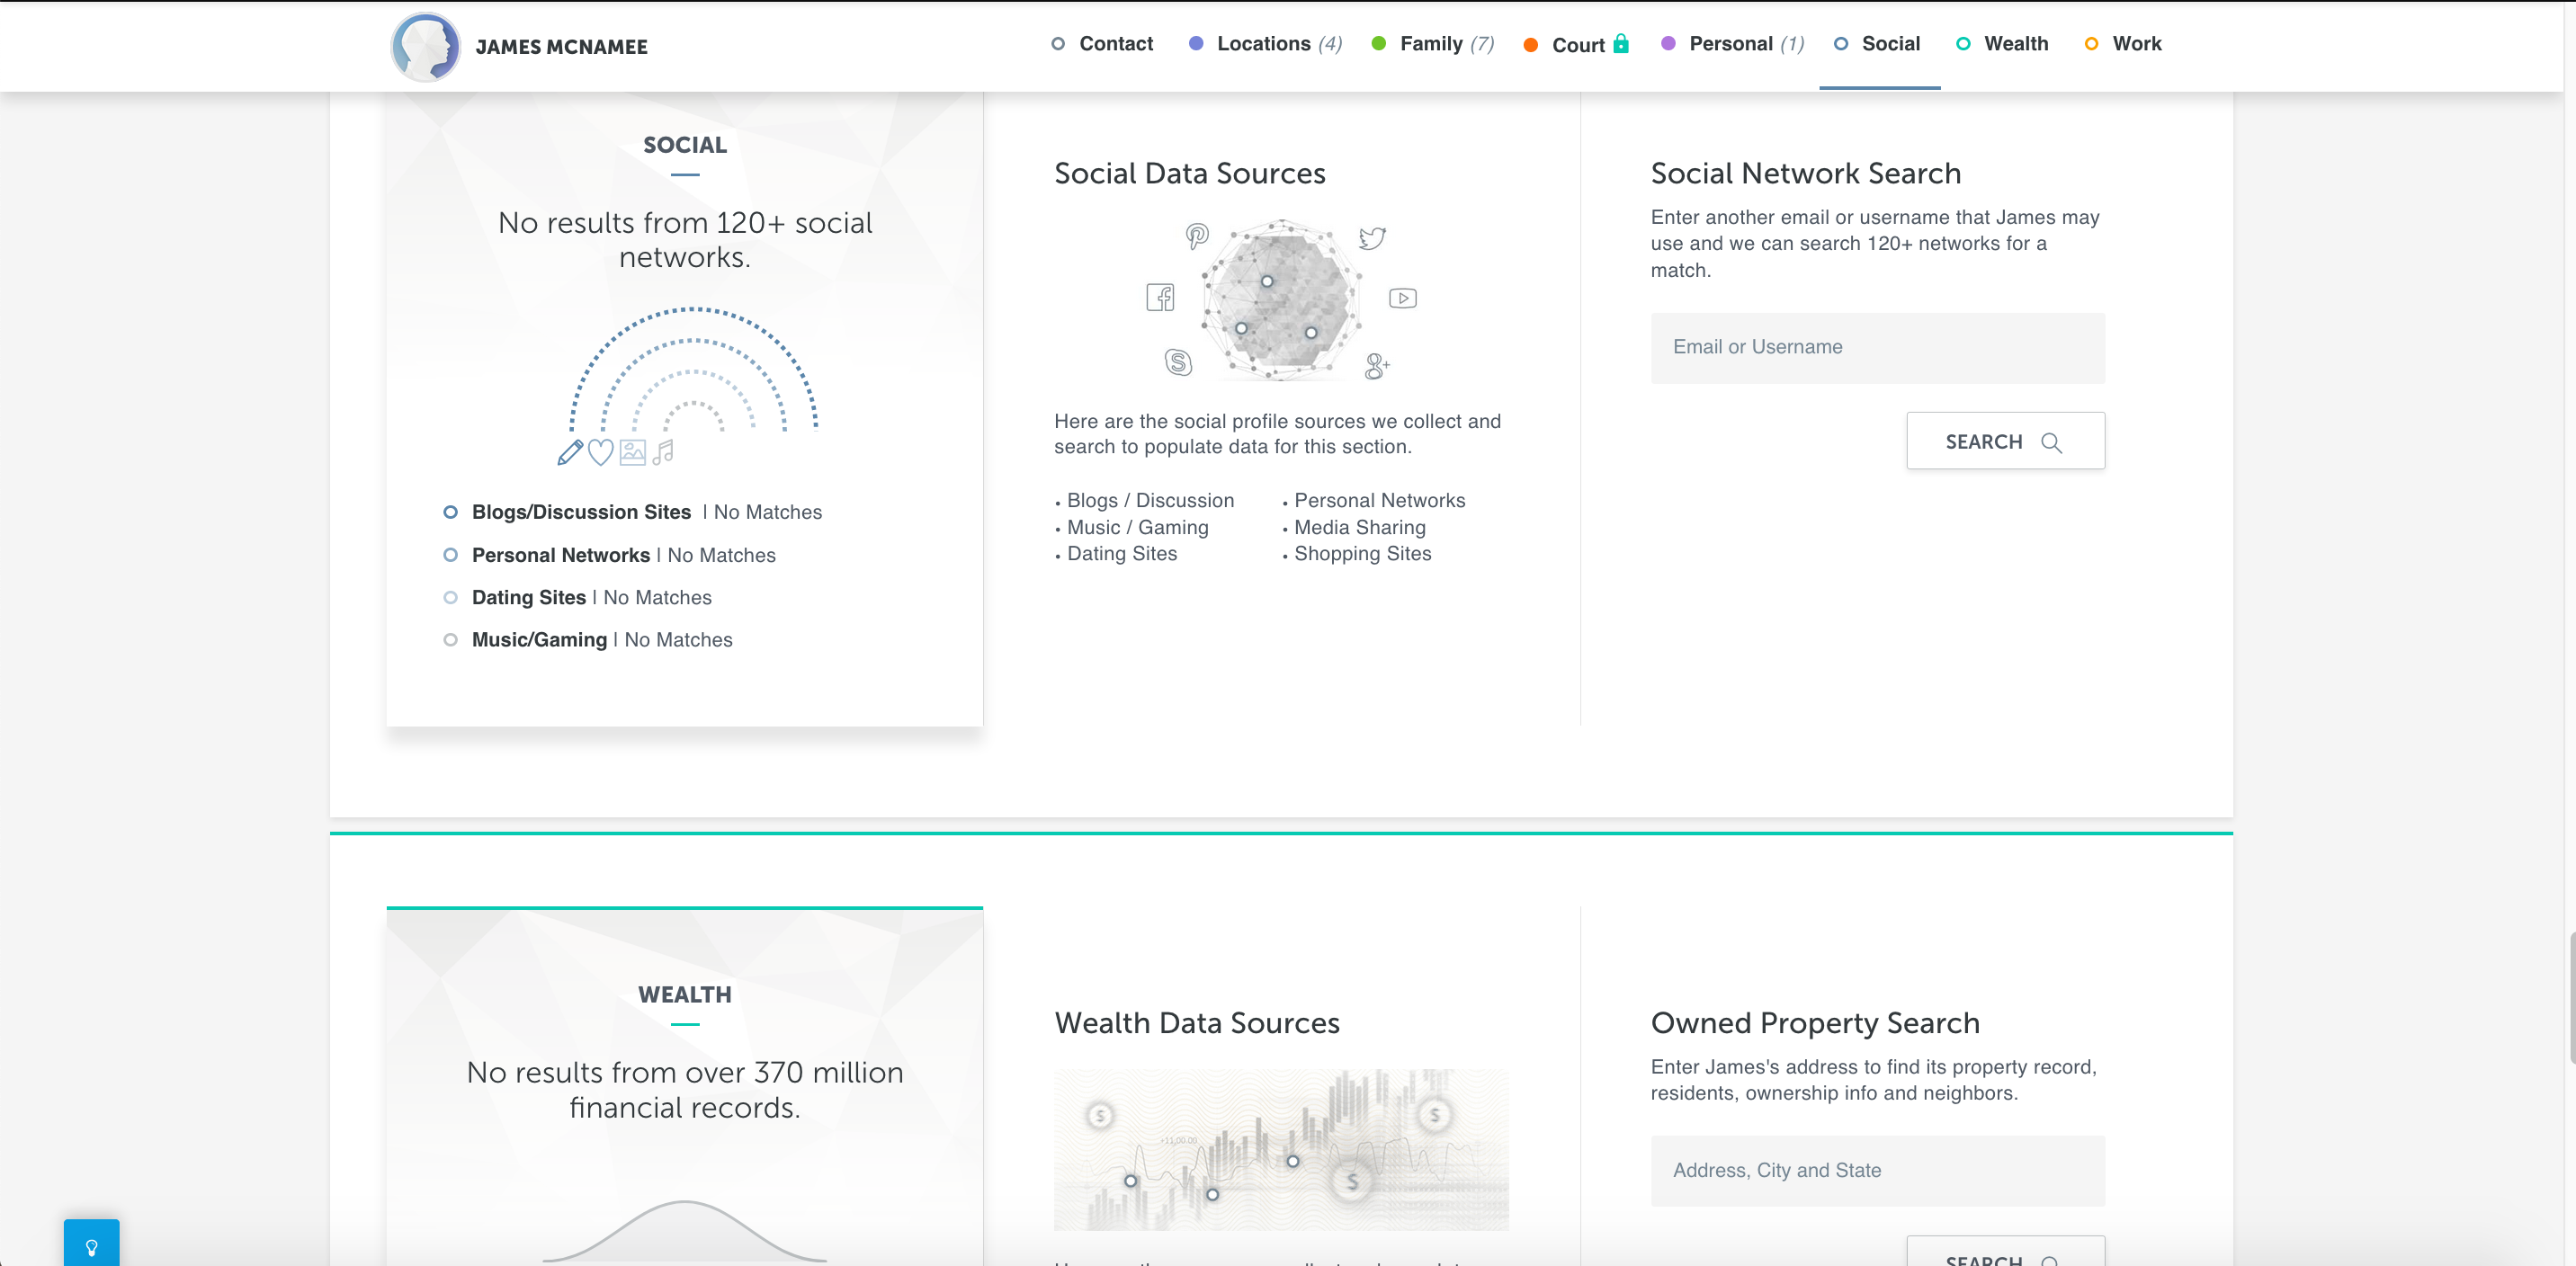 JAMES MCNAMEE
Contact
Locations (4)
Family (7)
Court
Personal (1)
Social
Wealth
Work
SOCIAL
No results from 120+ social
networks.
Blogs/Discussion Sites | No Matches
Personal Networks | No Matches
Dating Sites | No Matches
Music/Gaming | No Matches
Social Data Sources
Here are the social profile sources we collect and
search to populate data for this section.
• Blogs / Discussion
• Music / Gaming
• Dating Sites
• Personal Networks
• Media Sharing
• Shopping Sites
Social Network Search
Enter another email or username that James may
use and we can search 120+ networks for a
match.
Email or Username
SEARCH
WEALTH
No results from over 370 million
financial records.
Wealth Data Sources
+11,00.00
Owned Property Search
Enter James's address to find its property record,
residents, ownership info and neighbors.
Address, City and State
SEARCH